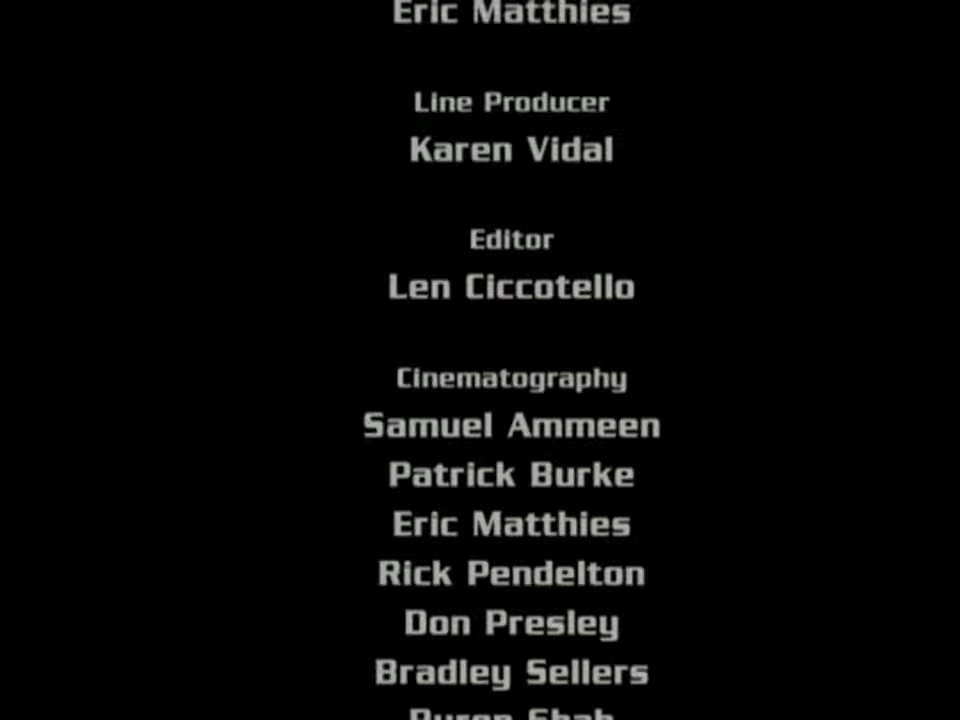 Eric Matthies
Line Producer
Karen Vidal
Editor
Len Ciccotello
Cinematography
Samuel Ammeen
Patrick Burke
Eric Matthies
Rick Pendelton
Don Presley
Bradley Sellers